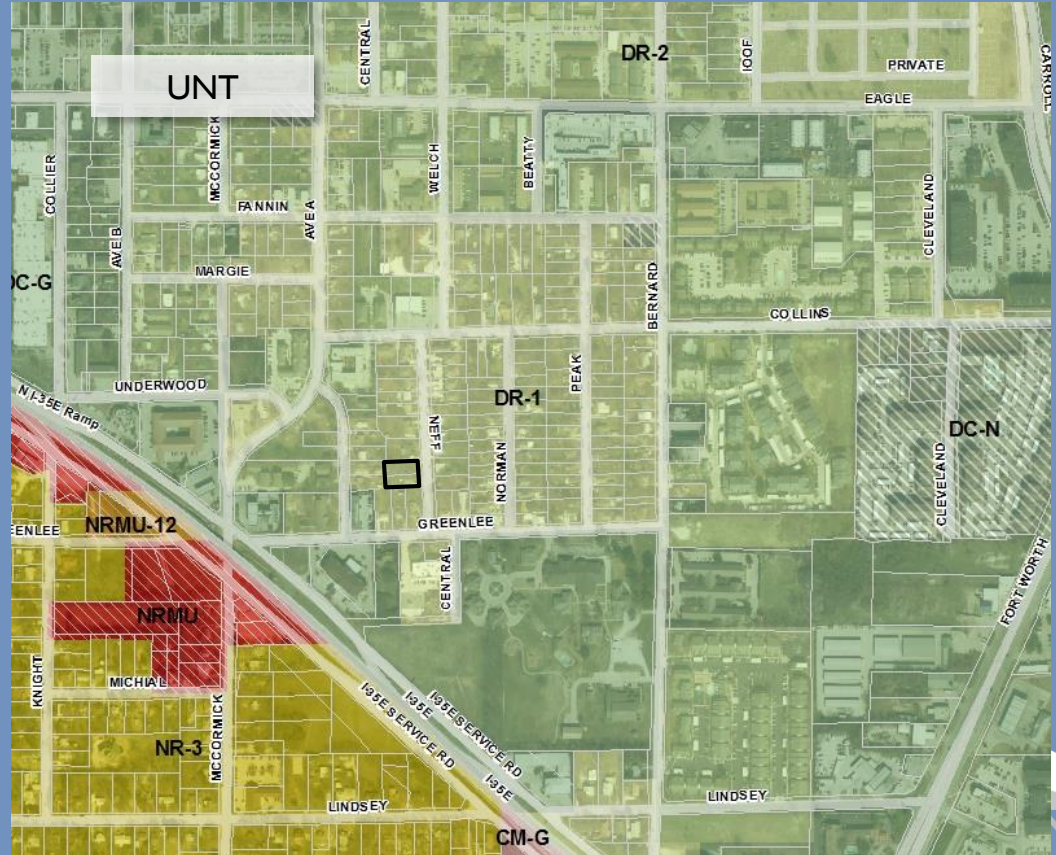 CENTRAL
DR-2
IOOF
PRIVATE
CARROLL
UNT
EAGLE
COLLIER
MCCORMICK
WELCH
BEATTY
FANNIN
AVE B
AVE A
CLEVELAND
MARGIE
DC-G
BERNARD
COLLINS
UNDERWOOD
PEAK
N I-35E Ramp
DR-1
NEFF
DC-N
NORMAN
CLEVELAND
NRMU-12
GREENLEE
EENLEE
CENTRAL
FORT WORTH
NRMU
KNIGHT
MICHIAL
MCCORMICK
I-35E SERVICE RD
I-35E
I-35E SERVICE RD
NR-3
I-35E
LINDSEY
LINDSEY
CM-G